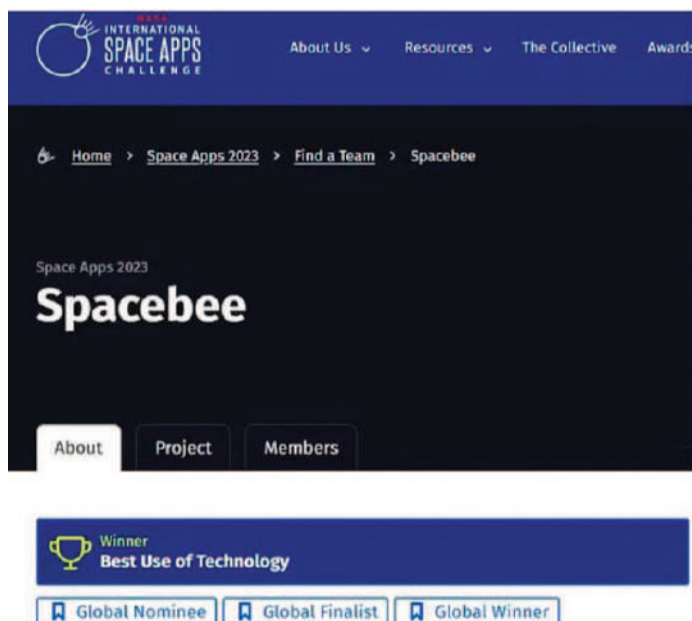 NASA
INTERNATIONAL
SPACE APPS
CHALLENGE
About Us
Resources
The Collective
Awards
Home > Space Apps 2023 > Find a Team > Spacebee
Space Apps 2023
Spacebee
About
Project
Members
Winner
Best Use of Technology
Global Nominee
Global Finalist
Global Winner